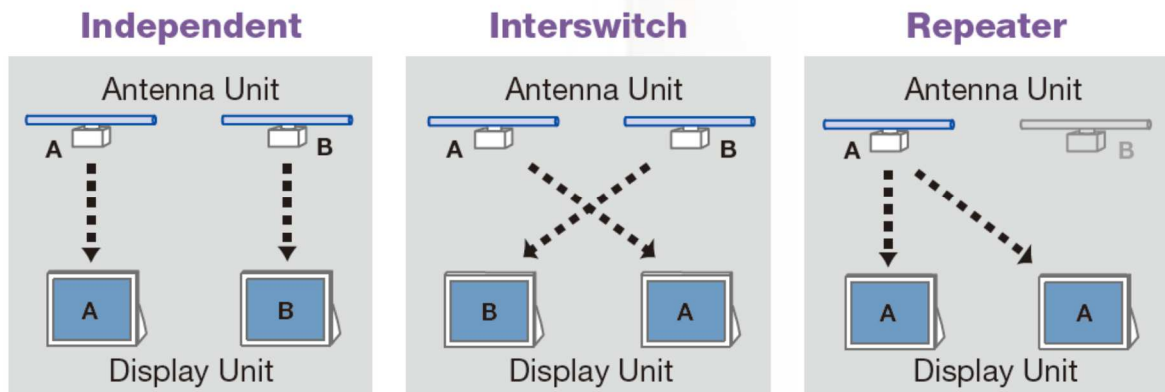 Independent
Antenna Unit
A
B
A
B
Display Unit
Interswitch
Antenna Unit
A
B
B
A
Display Unit
Repeater
Antenna Unit
A
B
A
A
Display Unit